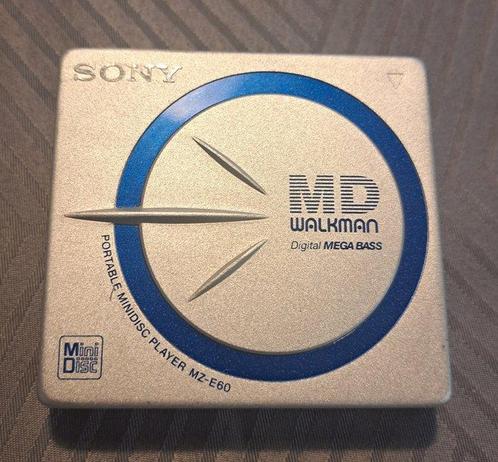 SONY
MD
WALKMAN
Digital MEGA BASS
PORTABLE MINIDISC PLAYER MZ-E60
Mini
Disc